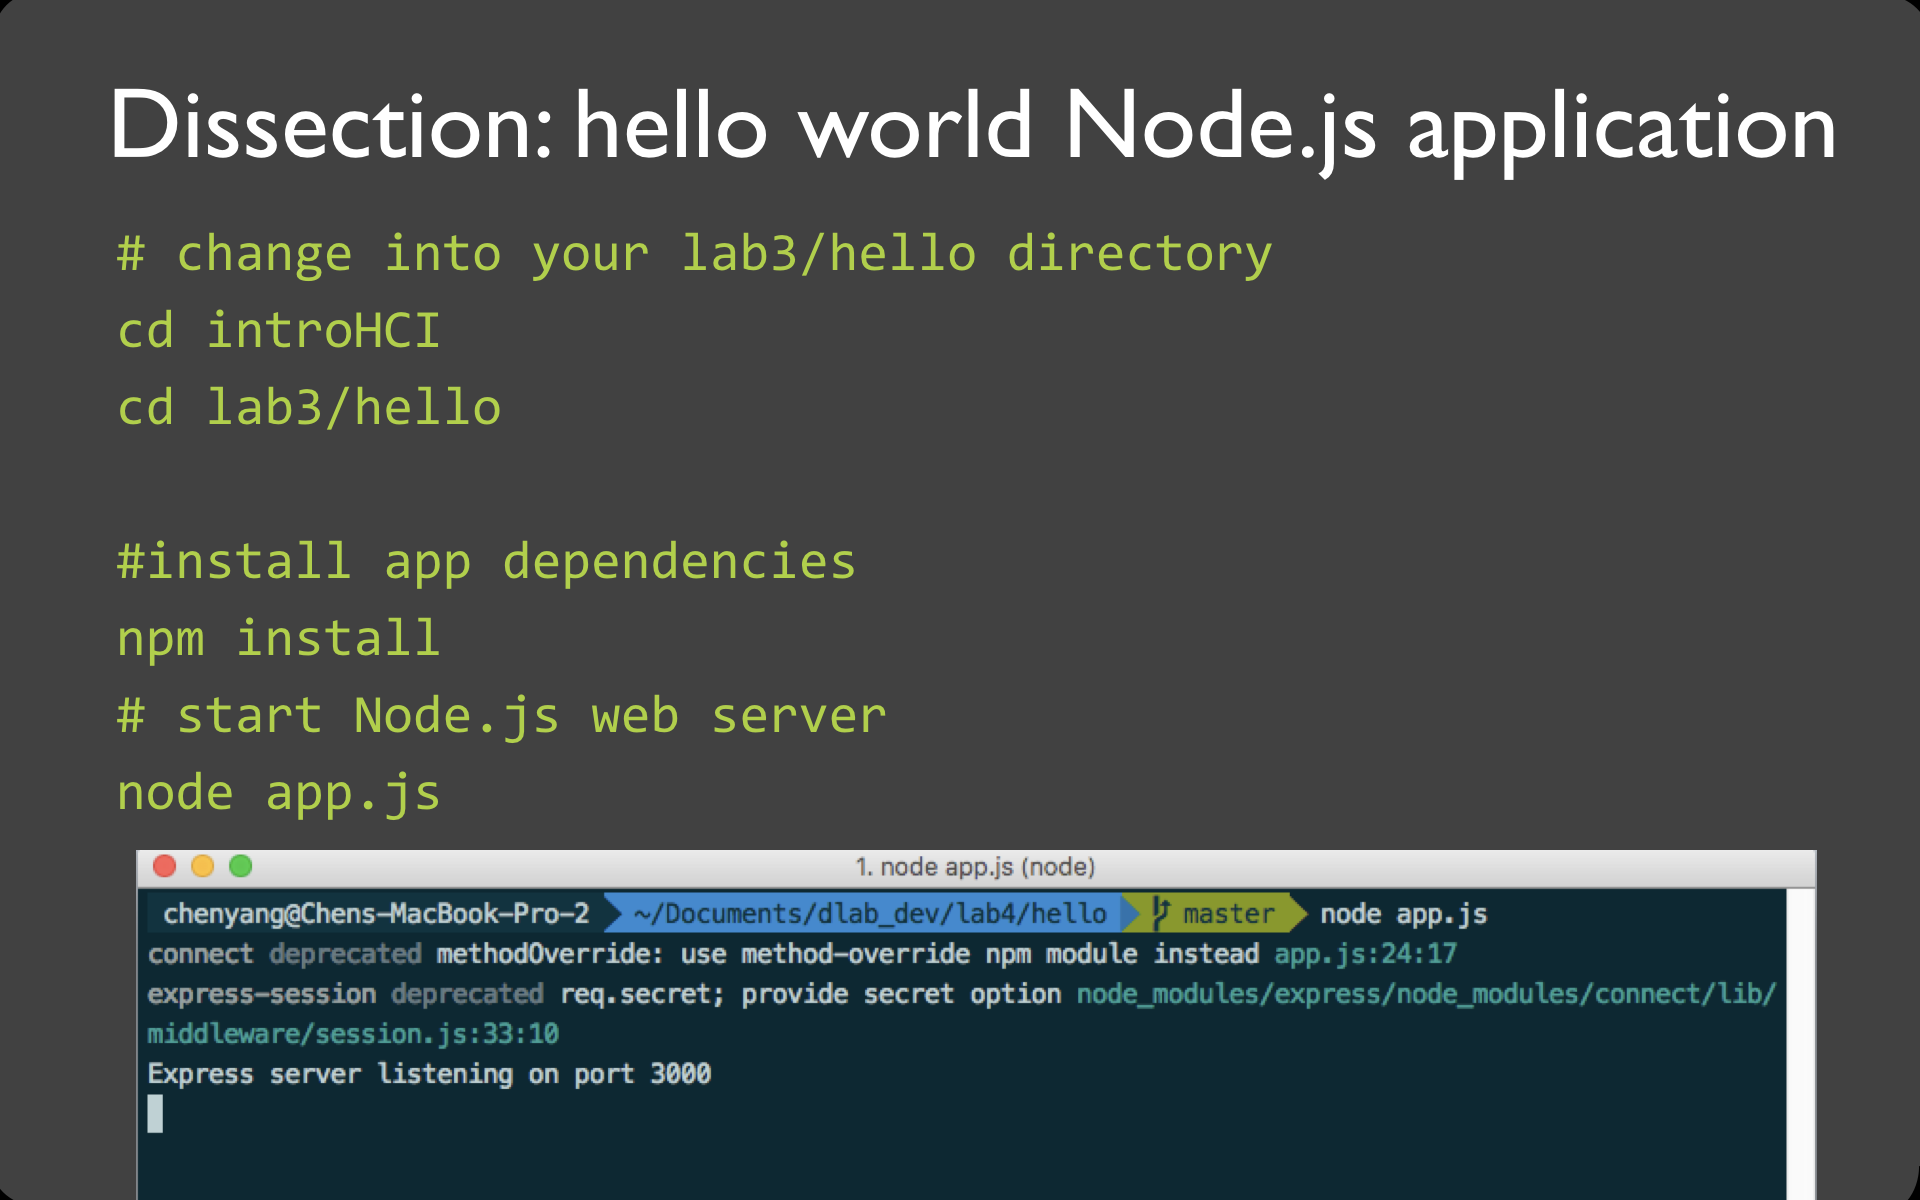 Dissection: hello world Node.js application
# change into your lab3/hello directory
cd introHCI
cd lab3/hello
#install app dependencies
npm install
# start Node.js web server
node app.js
1. node app.js (node)
chenyang@Chens-MacBook-Pro-2 ~/Documents/dlab_dev/lab4/hello master node app.js
connect deprecated methodOverride: use method-override npm module instead app.js:24:17
express-session deprecated req.secret; provide secret option node_modules/express/node_modules/connect/lib/
middleware/session.js:33:10
Express server listening on port 3000